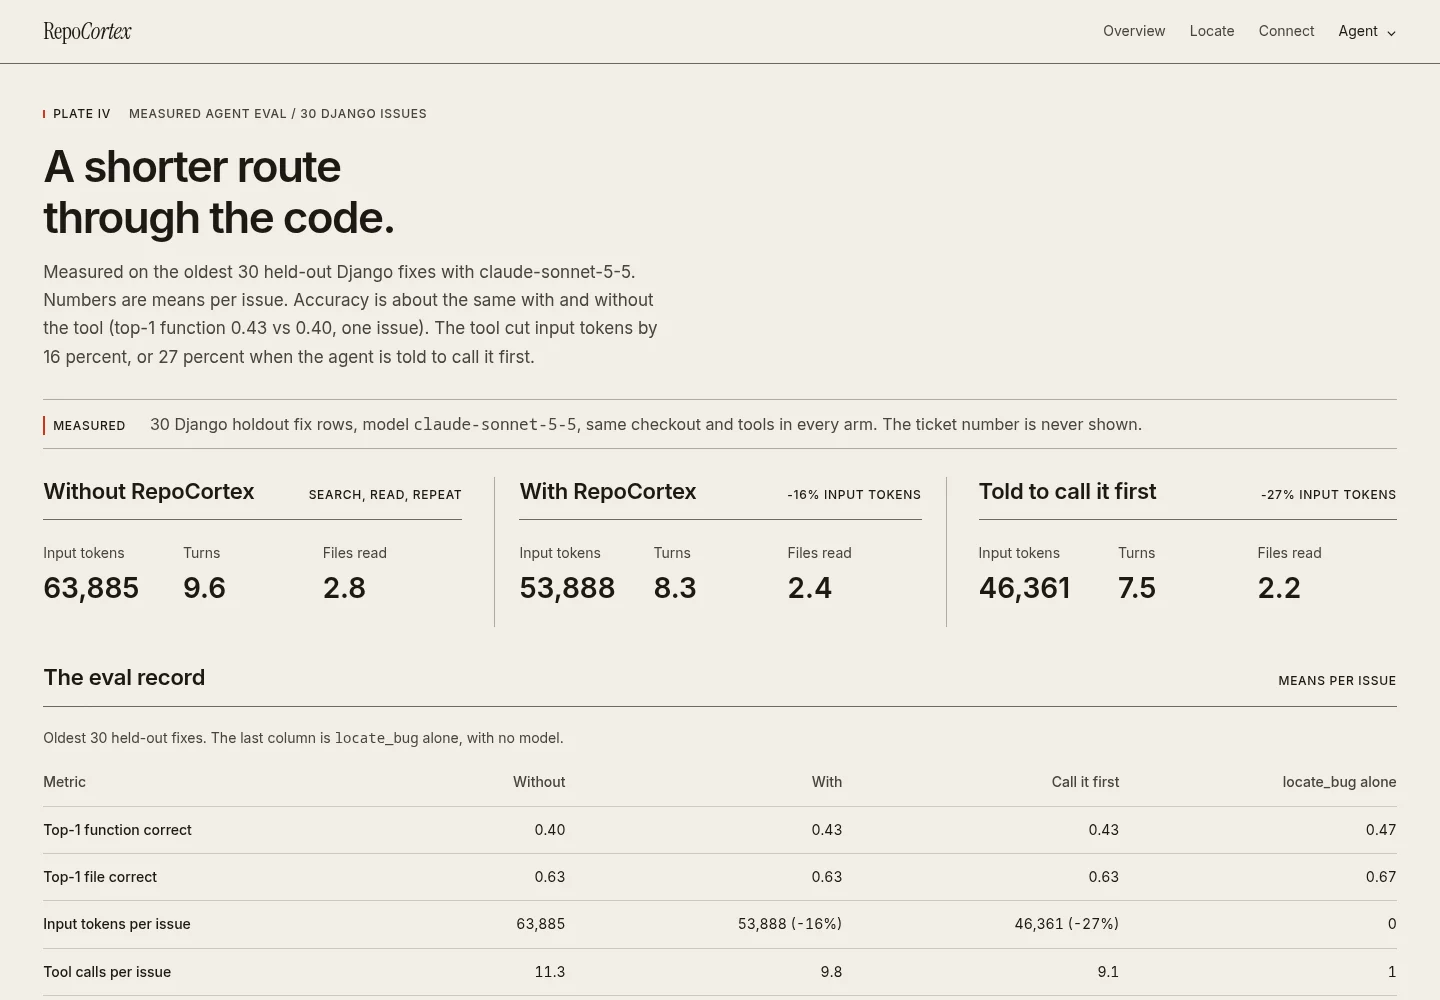 RepoCortex
Overview Locate Connect Agent
PLATE IV MEASURED AGENT EVAL / 30 DJANGO ISSUES
A shorter route
through the code.
Measured on the oldest 30 held-out Django fixes with claude-sonnet-5-5.
Numbers are means per issue. Accuracy is about the same with and without
the tool (top-1 function 0.43 vs 0.40, one issue). The tool cut input tokens by
16 percent, or 27 percent when the agent is told to call it first.
MEASURED 30 Django holdout fix rows, model claude-sonnet-5-5, same checkout and tools in every arm. The ticket number is never shown.
Without RepoCortex SEARCH, READ, REPEAT
Input tokens Turns Files read
63,885 9.6 2.8
With RepoCortex -16% INPUT TOKENS
Input tokens Turns Files read
53,888 8.3 2.4
Told to call it first -27% INPUT TOKENS
Input tokens Turns Files read
46,361 7.5 2.2
The eval record MEANS PER ISSUE
Oldest 30 held-out fixes. The last column is locate_bug alone, with no model.
Metric Without With Call it first locate_bug alone
Top-1 function correct 0.40 0.43 0.43 0.47
Top-1 file correct 0.63 0.63 0.63 0.67
Input tokens per issue 63,885 53,888 (-16%) 46,361 (-27%) 0
Tool calls per issue 11.3 9.8 9.1 1